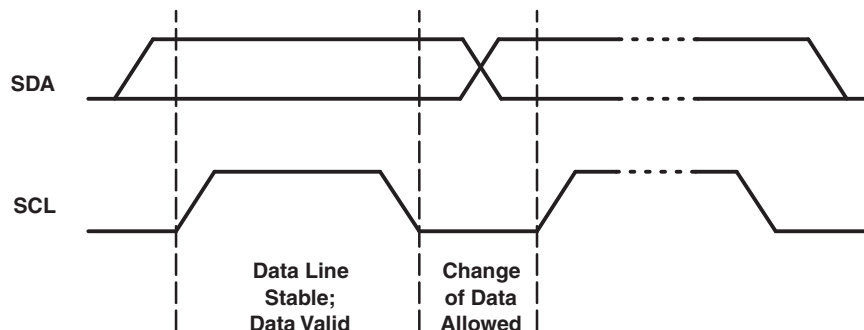 SDA
SCL
Data Line
Stable;
Data Valid
Change
of Data
Allowed